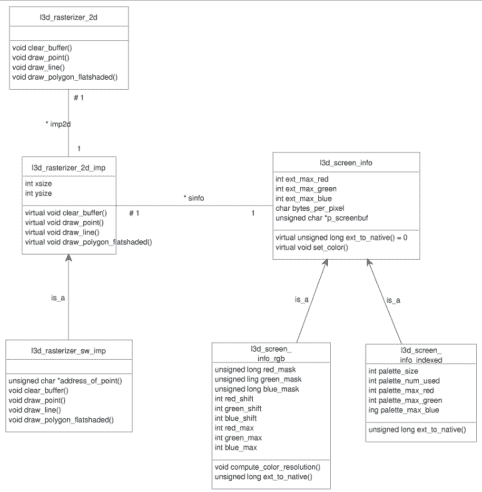 l3d_rasterizer_2d
void clear_buffer()
void draw_point()
void draw_line()
void draw_polygon_flatshaded()
# 1
* imp2d
1
l3d_rasterizer_2d_imp
int xsize
int ysize
virtual void clear_buffer()
virtual void draw_point()
virtual void draw_line()
virtual void draw_polygon_flatshaded()
* sinfo
# 1
1
l3d_screen_info
int ext_max_red
int ext_max_green
int ext_max_blue
char bytes_per_pixel
unsigned char *p_screenbuf
virtual unsigned long ext_to_native() = 0
virtual void set_color()
is_a
is_a
is_a
l3d_rasterizer_sw_imp
unsigned char *address_of_point()
void clear_buffer()
void draw_point()
void draw_line()
void draw_polygon_flatshaded()
l3d_screen_
info_rgb
unsigned long red_mask
unsigned ling green_mask
unsigned long blue_mask
int red_shift
int green_shift
int blue_shift
int red_max
int green_max
int blue_max
void compute_color_resolution()
unsigned long ext_to_native()
l3d_screen_
info_indexed
int palette_size
int palette_num_used
int palette_max_red
int palette_max_green
ing palette_max_blue
unsigned long ext_to_native()